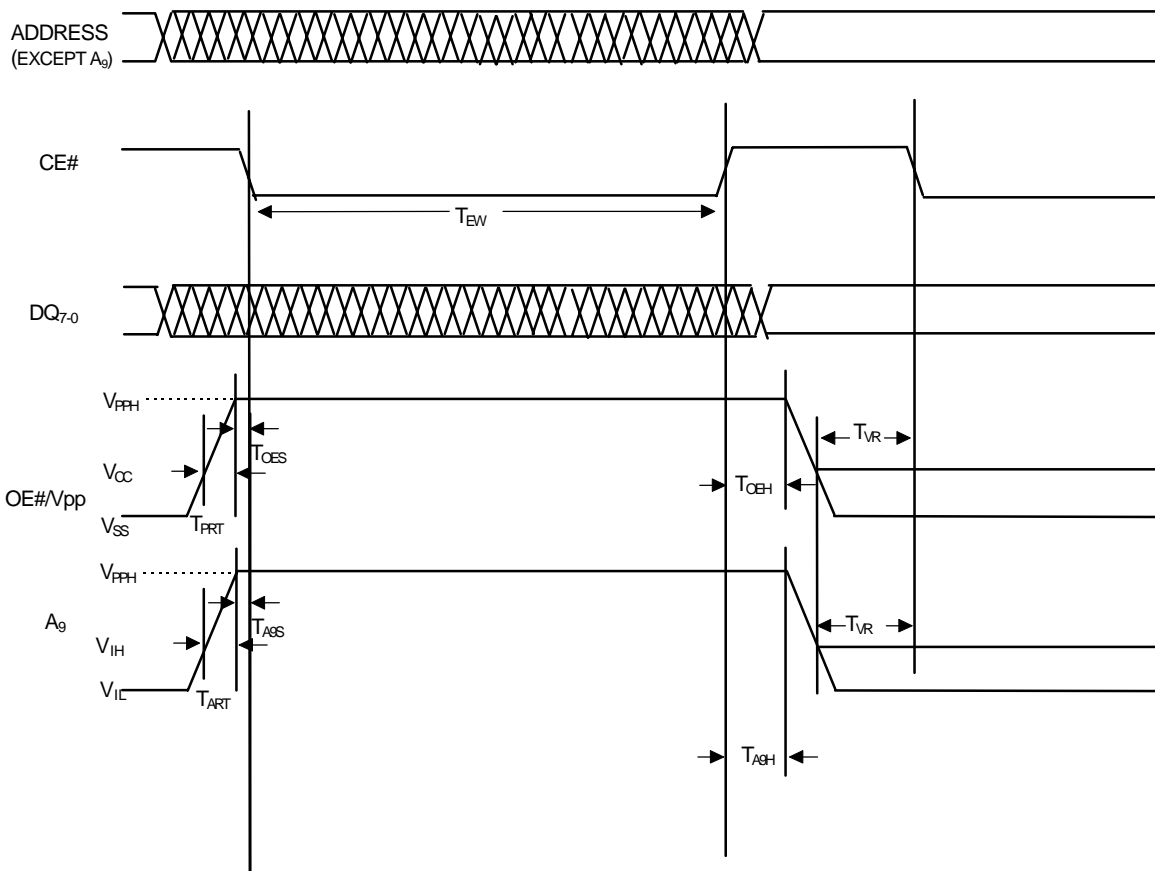 ADDRESS
(EXCEPT A9)
CE#
TEW
DQ7-0
VPPH
TOES
TVR
VCC
TOEH
OE#/Vpp
VSS
TPRT
VPPH
A9
TA9S
TVR
VIH
VIL
TART
TA9H